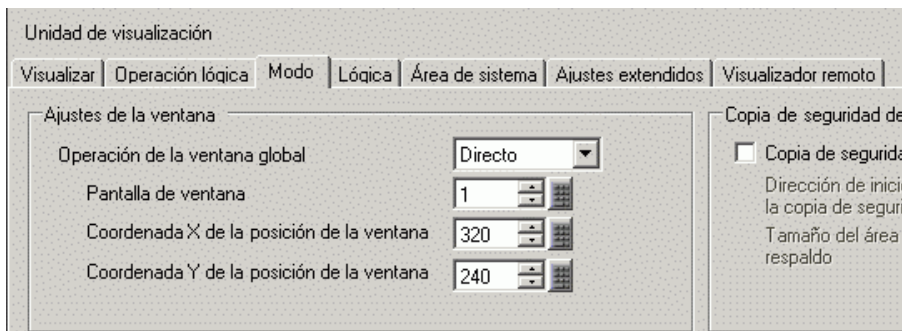 Unidad de visualización
Visualizar Operación lógica Modo Lógica Área de sistema Ajustes extendidos Visualizador remoto
Ajustes de la ventana
Operación de la ventana global Directo
Pantalla de ventana 1
Coordenada X de la posición de la ventana 320
Coordenada Y de la posición de la ventana 240
Copia de seguridad de
Copia de segurida
Dirección de inici
la copia de seguri
Tamaño del área
respaldo